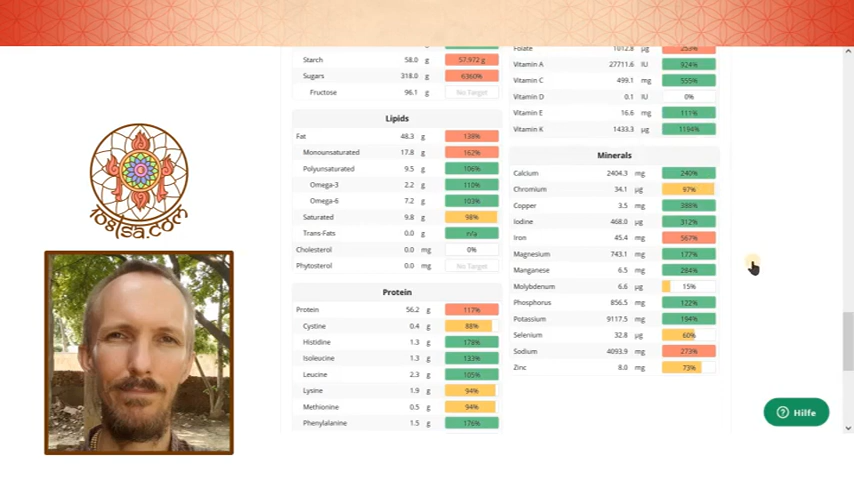 1o8lsa.com
Starch 58.0 g 57.972 g
Sugars 318.0 g 6360%
Fructose 96.1 g No Target
Lipids
Fat 48.3 g 138%
Monounsaturated 17.8 g 162%
Polyunsaturated 9.5 g 106%
Omega-3 2.2 g 110%
Omega-6 7.2 g 103%
Saturated 9.8 g 98%
Trans-Fats 0.0 g n/a
Cholesterol 0.0 mg 0%
Phytosterol 0.0 mg No Target
Protein
Protein 56.2 g 117%
Cystine 0.4 g 88%
Histidine 1.3 g 178%
Isoleucine 1.3 g 133%
Leucine 2.3 g 105%
Lysine 1.9 g 94%
Methionine 0.5 g 94%
Phenylalanine 1.5 g 176%
Folate 1012.8 µg 253%
Vitamin A 27711.6 IU 924%
Vitamin C 499.1 mg 555%
Vitamin D 0.1 IU 0%
Vitamin E 16.6 mg 111%
Vitamin K 1433.3 µg 1194%
Minerals
Calcium 2404.3 mg 240%
Chromium 34.1 µg 97%
Copper 3.5 mg 388%
Iodine 468.0 µg 312%
Iron 45.4 mg 567%
Magnesium 743.1 mg 177%
Manganese 6.5 mg 284%
Molybdenum 6.6 µg 15%
Phosphorus 856.5 mg 122%
Potassium 9117.5 mg 194%
Selenium 32.8 µg 60%
Sodium 4093.9 mg 273%
Zinc 8.0 mg 73%
Hilfe